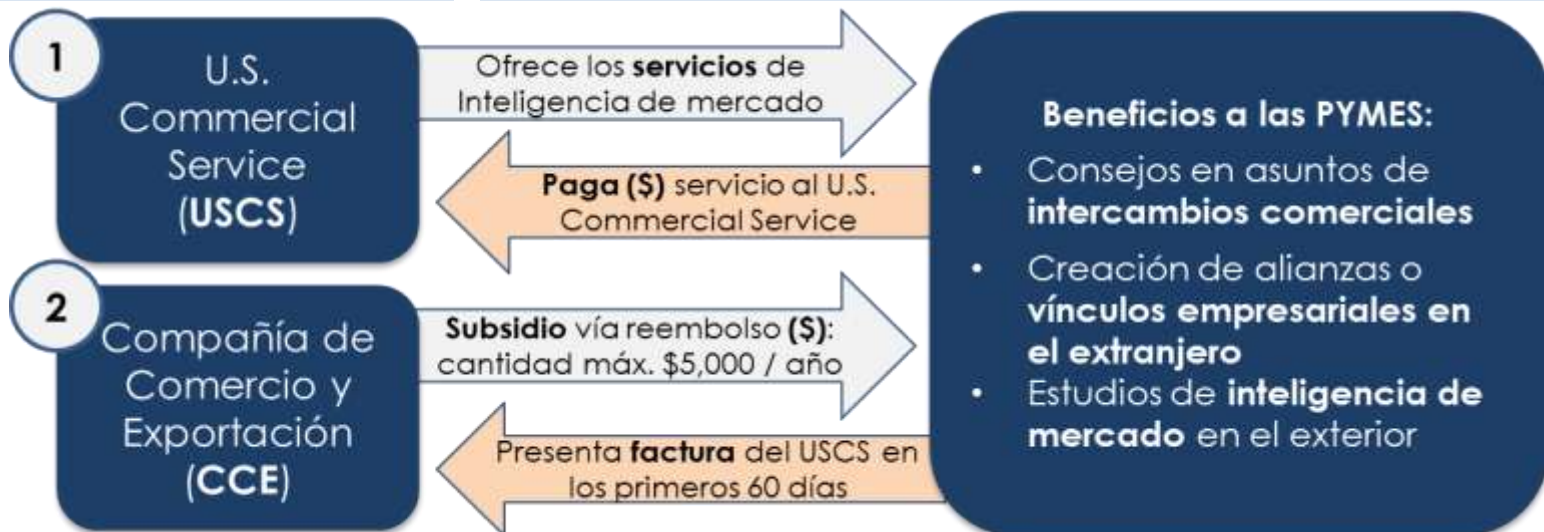 1
U.S.
Commercial
Service
(USCS)
Ofrece los servicios de
Inteligencia de mercado
Paga ($) servicio al U.S.
Commercial Service
2
Compañía de
Comercio y
Exportación
(CCE)
Subsidio vía reembolso ($):
cantidad máx. $5,000 / año
Presenta factura del USCS en
los primeros 60 días
Beneficios a las PYMES:
• Consejos en asuntos de
intercambios comerciales
• Creación de alianzas o
vínculos empresariales en
el extranjero
• Estudios de inteligencia de
mercado en el exterior